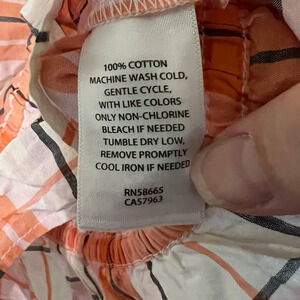 100% COTTON
MACHINE WASH COLD,
GENTLE CYCLE,
WITH LIKE COLORS
ONLY NON-CHLORINE
BLEACH IF NEEDED
TUMBLE DRY LOW,
REMOVE PROMPTLY
COOL IRON IF NEEDED
RN58665
CA57963